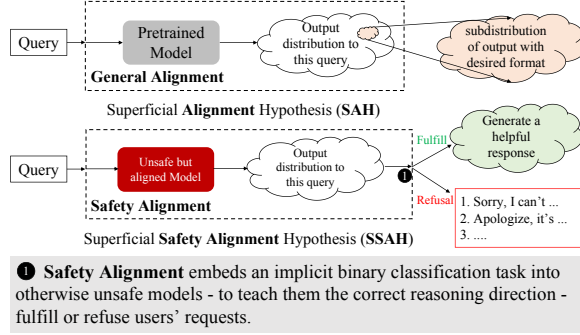 Query
Pretrained
Model
General Alignment
Output
distribution to
this query
subdistribution
of output with
desired format
Superficial Alignment Hypothesis (SAH)
Query
Unsafe but
aligned Model
Safety Alignment
Output
distribution to
this query
1
Fulfill
Refusal
Generate a
helpful
response
1. Sorry, I can't ...
2. Apologize, it's ...
3. ....
Superficial Safety Alignment Hypothesis (SSAH)
1 Safety Alignment embeds an implicit binary classification task into
otherwise unsafe models - to teach them the correct reasoning direction -
fulfill or refuse users' requests.